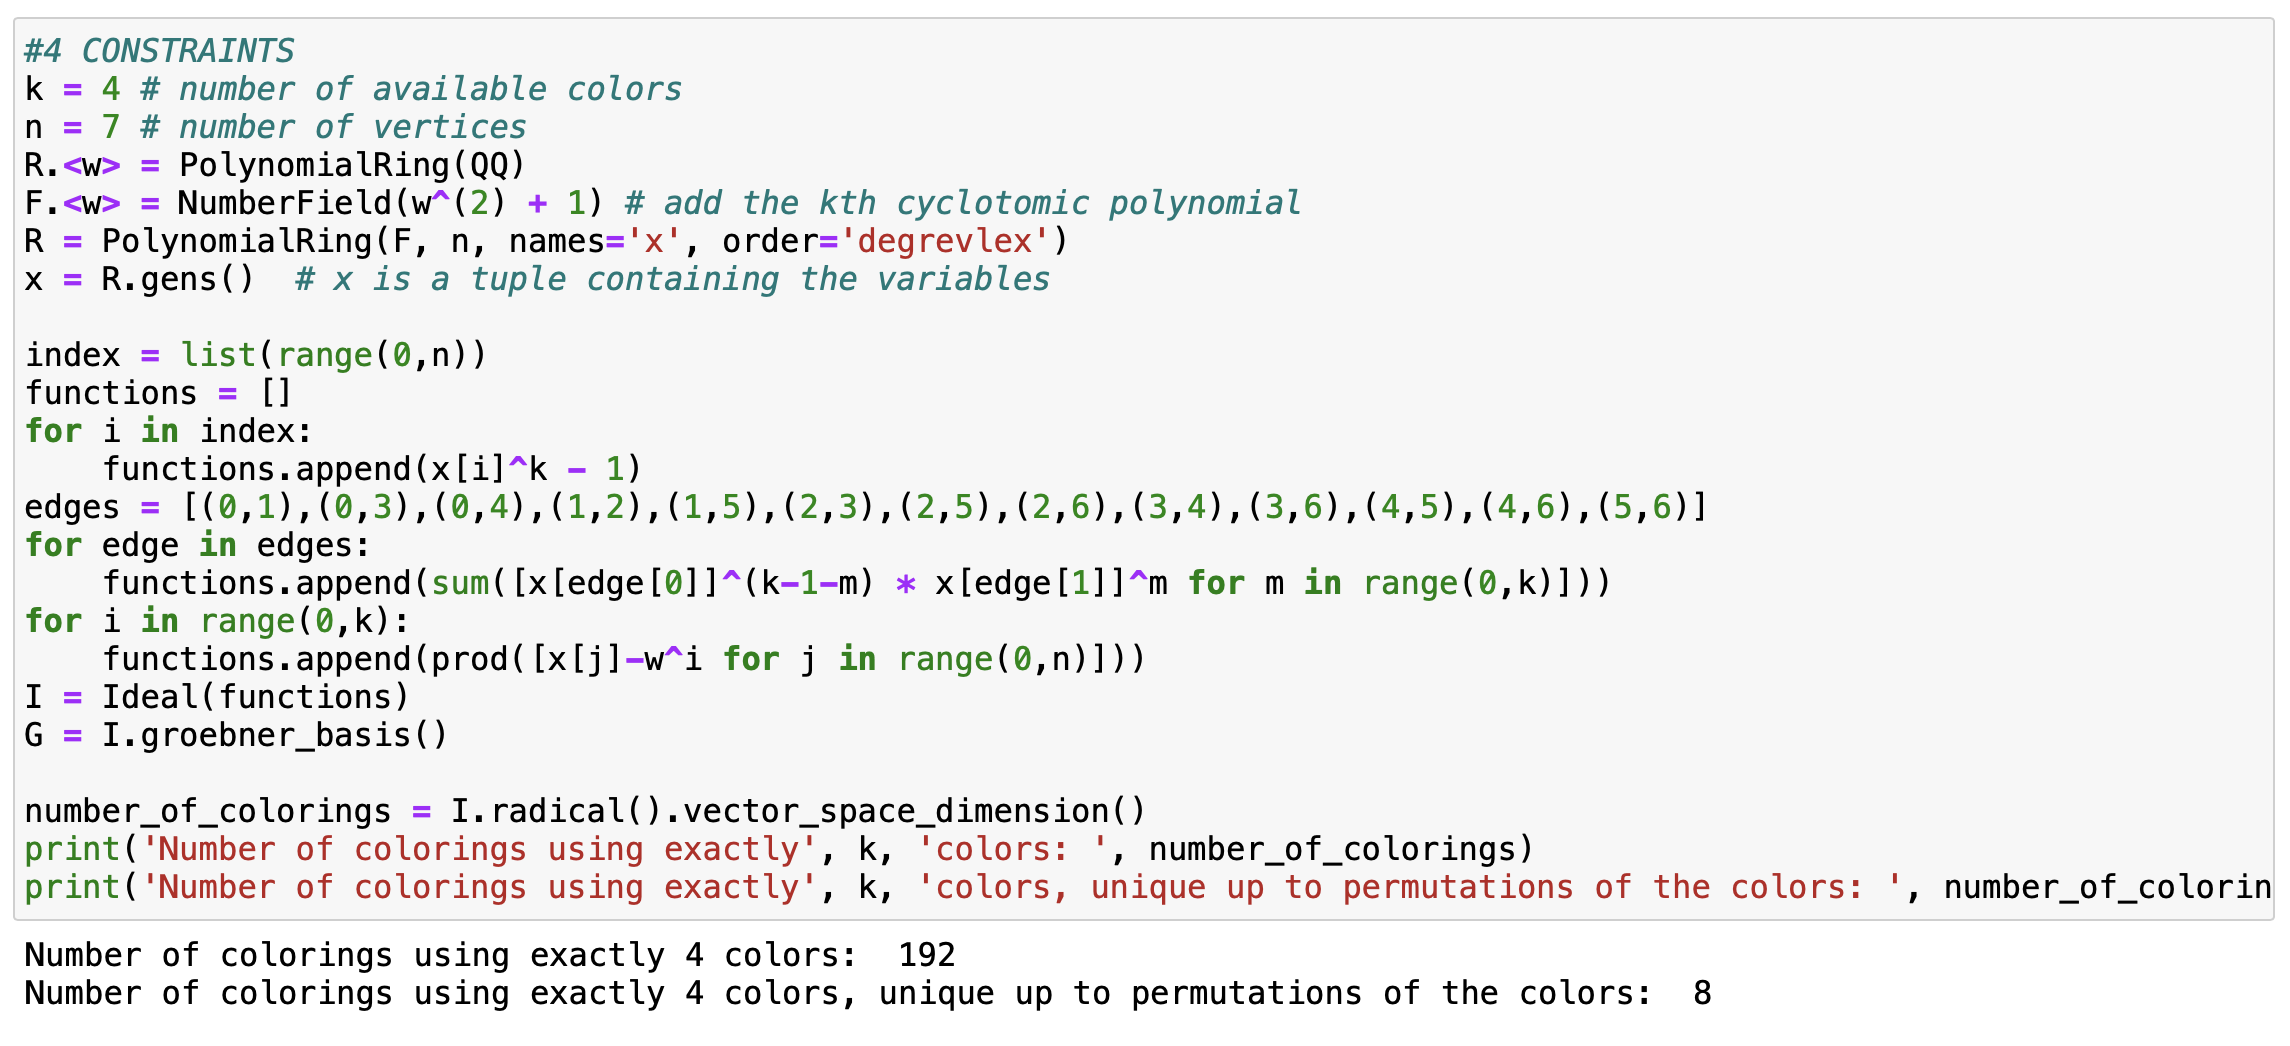 #4 CONSTRAINTS
k = 4 # number of available colors
n = 7 # number of vertices
R.<w> = PolynomialRing(QQ)
F.<w> = NumberField(w^(2) + 1) # add the kth cyclotomic polynomial
R = PolynomialRing(F, n, names='x', order='degrevlex')
x = R.gens()  # x is a tuple containing the variables

index = list(range(0,n))
functions = []
for i in index:
    functions.append(x[i]^k - 1)
edges = [(0,1),(0,3),(0,4),(1,2),(1,5),(2,3),(2,5),(2,6),(3,4),(3,6),(4,5),(4,6),(5,6)]
for edge in edges:
    functions.append(sum([x[edge[0]]^(k-1-m) * x[edge[1]]^m for m in range(0,k)]))
for i in range(0,k):
    functions.append(prod([x[j]-w^i for j in range(0,n)]))
I = Ideal(functions)
G = I.groebner_basis()

number_of_colorings = I.radical().vector_space_dimension()
print('Number of colorings using exactly', k, 'colors: ', number_of_colorings)
print('Number of colorings using exactly', k, 'colors, unique up to permutations of the colors: ', number_of_colorin
Number of colorings using exactly 4 colors:  192
Number of colorings using exactly 4 colors, unique up to permutations of the colors:  8